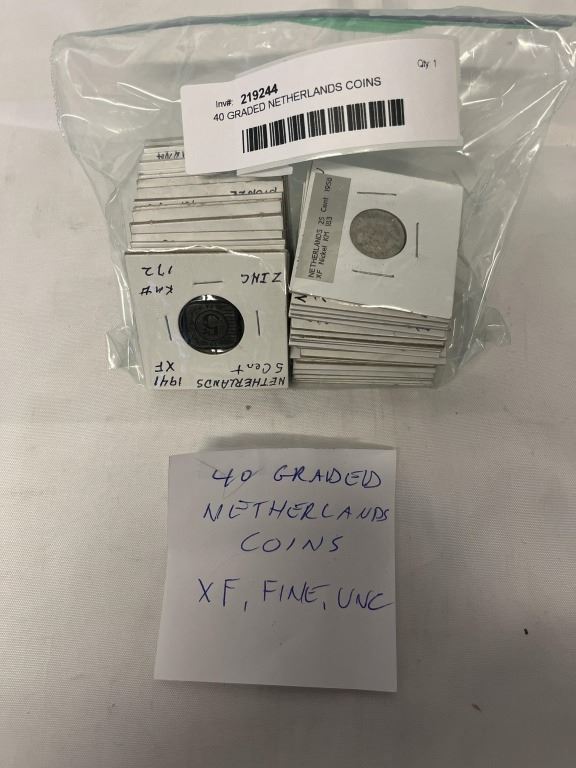 Inv#: 219244
Qty: 1
40 GRADED NETHERLANDS COINS
NETHERLANDS 25 Cent 1950
XF Nickel KM 183
NETHERLANDS 1941
5 Cent XF
ZINC KM# 172
5
40 GRADED
NETHERLANDS
COINS
XF, FINE, UNC